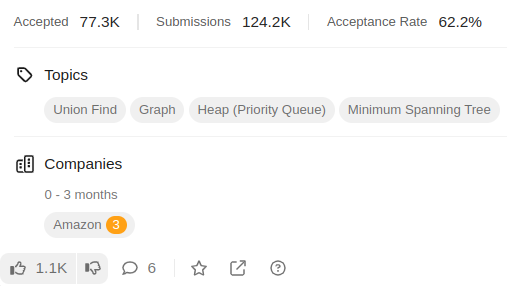 Accepted 77.3K Submissions 124.2K Acceptance Rate 62.2%
Topics
Union Find Graph Heap (Priority Queue) Minimum Spanning Tree
Companies
0 - 3 months
Amazon 3
1.1K 6